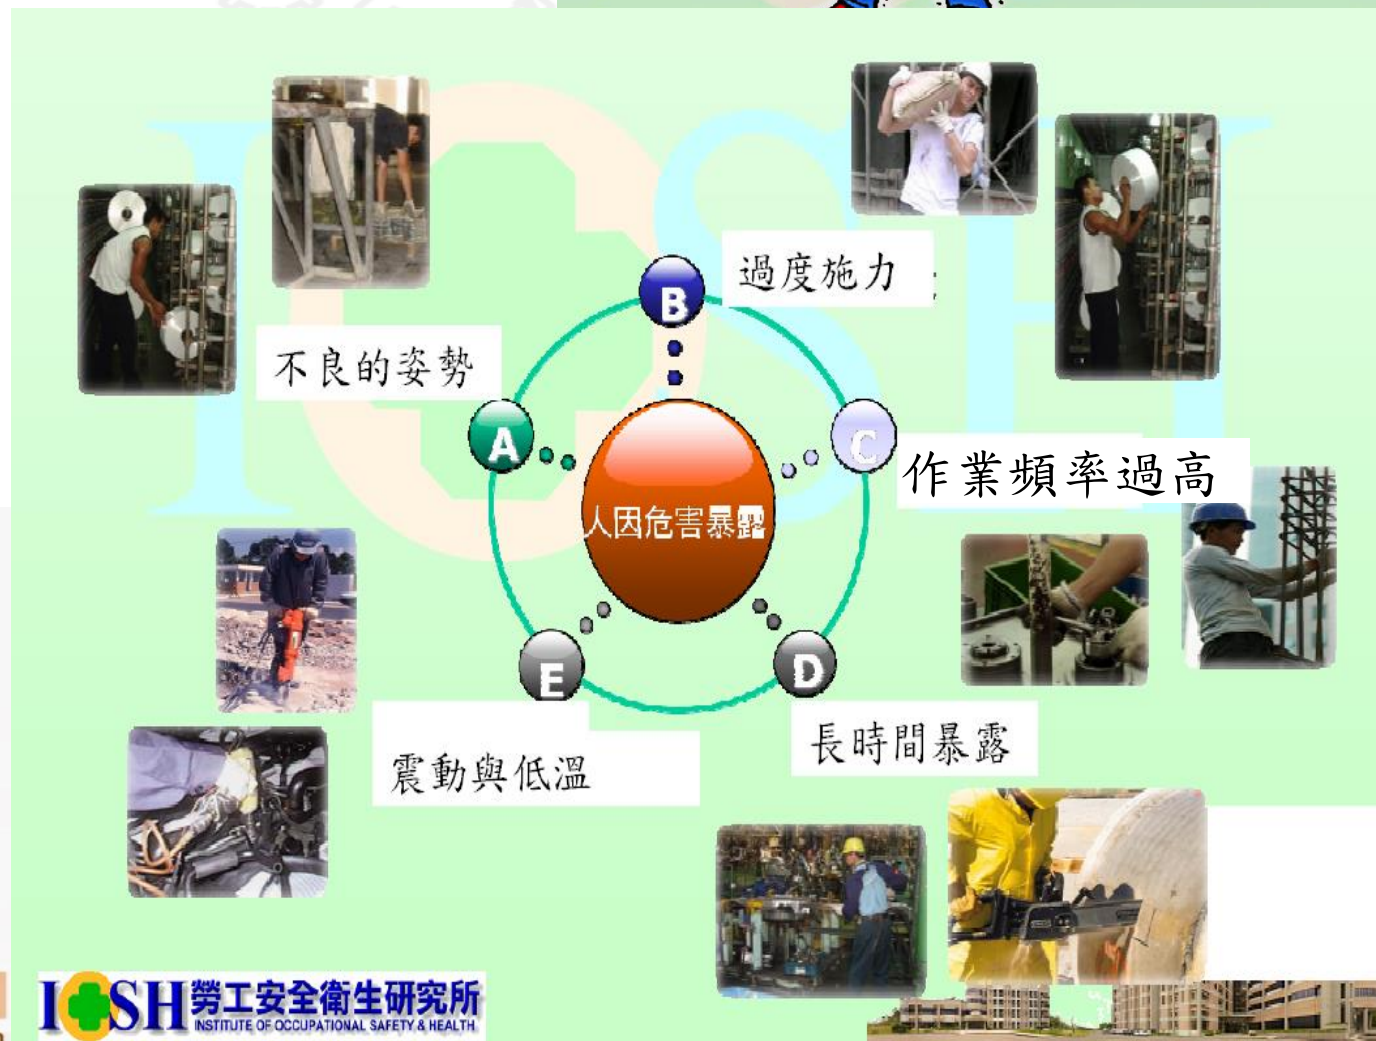 B
過度施力
不良的姿勢
A
C
作業頻率過高
人因危害暴露
E
D
長時間暴露
震動與低溫
IOSH勞工安全衛生研究所
INSTITUTE OF OCCUPATIONAL SAFETY & HEALTH
IOSH